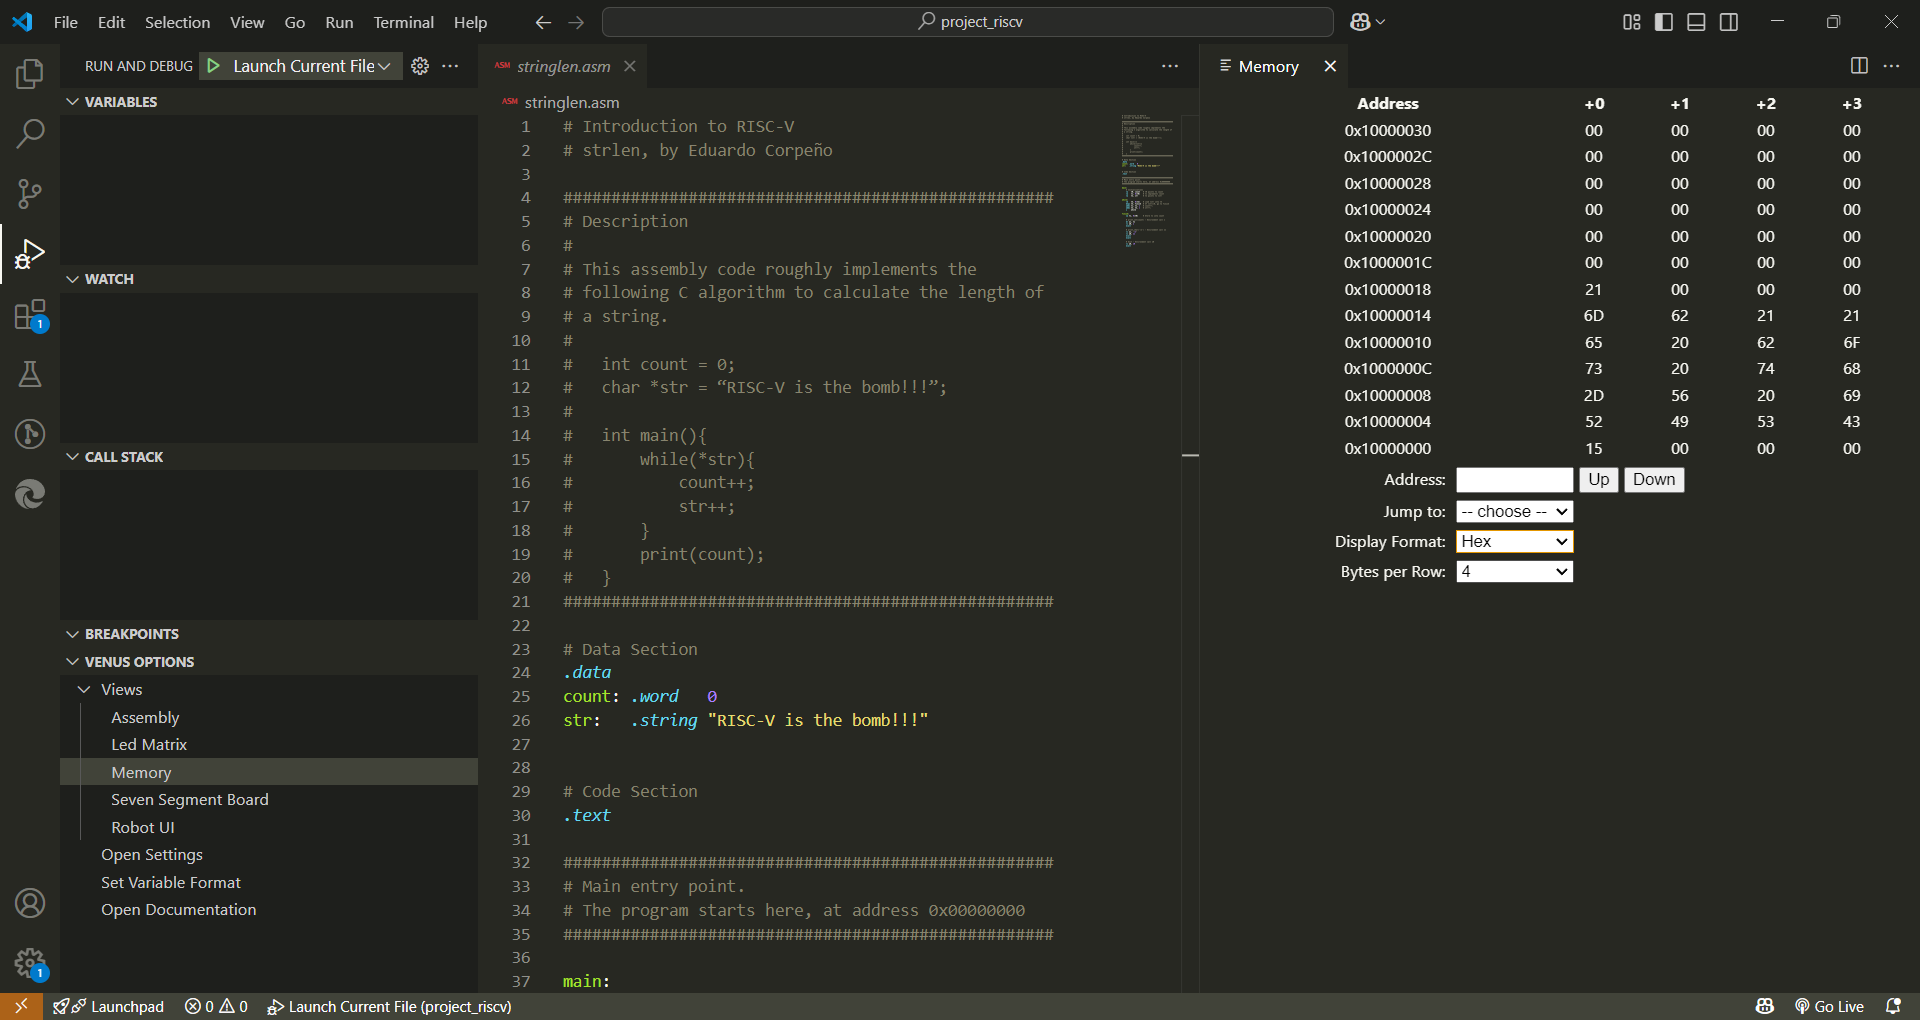 File Edit Selection View Go Run Terminal Help
project_riscv
RUN AND DEBUG Launch Current File
VARIABLES
WATCH
CALL STACK
BREAKPOINTS
VENUS OPTIONS
Views
Assembly
Led Matrix
Memory
Seven Segment Board
Robot UI
Open Settings
Set Variable Format
Open Documentation
1
1
ASM stringlen.asm
ASM stringlen.asm
1 # Introduction to RISC-V
2 # strlen, by Eduardo Corpeño
3
4 ###################################################
5 # Description
6 #
7 # This assembly code roughly implements the
8 # following C algorithm to calculate the length of
9 # a string.
10 #
11 #   int count = 0;
12 #   char *str = “RISC-V is the bomb!!!”;
13 #
14 #   int main(){
15 #       while(*str){
16 #           count++;
17 #           str++;
18 #       }
19 #       print(count);
20 #   }
21 ###################################################
22
23 # Data Section
24 .data
25 count: .word   0
26 str:   .string "RISC-V is the bomb!!!"
27
28
29 # Code Section
30 .text
31
32 ###################################################
33 # Main entry point.
34 # The program starts here, at address 0x00000000
35 ###################################################
36
37 main:
Memory
Address +0 +1 +2 +3
0x10000030 00 00 00 00
0x1000002C 00 00 00 00
0x10000028 00 00 00 00
0x10000024 00 00 00 00
0x10000020 00 00 00 00
0x1000001C 00 00 00 00
0x10000018 21 00 00 00
0x10000014 6D 62 21 21
0x10000010 65 20 62 6F
0x1000000C 73 20 74 68
0x10000008 2D 56 20 69
0x10000004 52 49 53 43
0x10000000 15 00 00 00
Address: Up Down
Jump to: -- choose --
Display Format: Hex
Bytes per Row: 4
Launchpad 0 0 Launch Current File (project_riscv)
Go Live